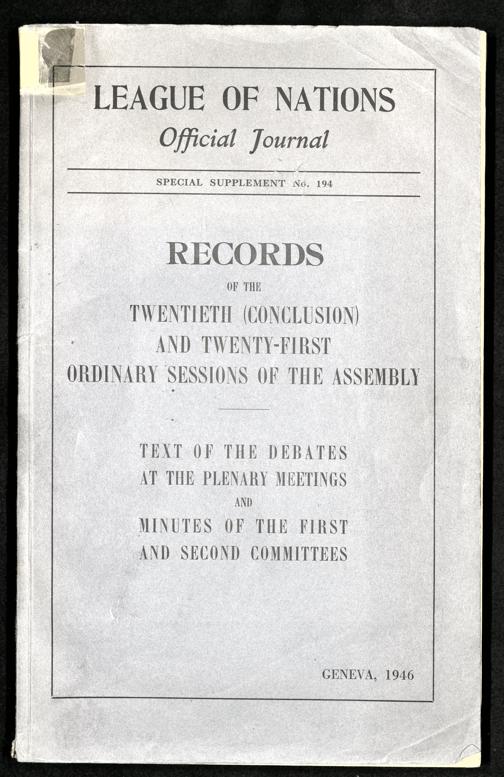 LEAGUE OF NATIONS
Official Journal
SPECIAL SUPPLEMENT No. 194
RECORDS
OF THE
TWENTIETH (CONCLUSION)
AND TWENTY-FIRST
ORDINARY SESSIONS OF THE ASSEMBLY
TEXT OF THE DEBATES
AT THE PLENARY MEETINGS
AND
MINUTES OF THE FIRST
AND SECOND COMMITTEES
GENEVA, 1946